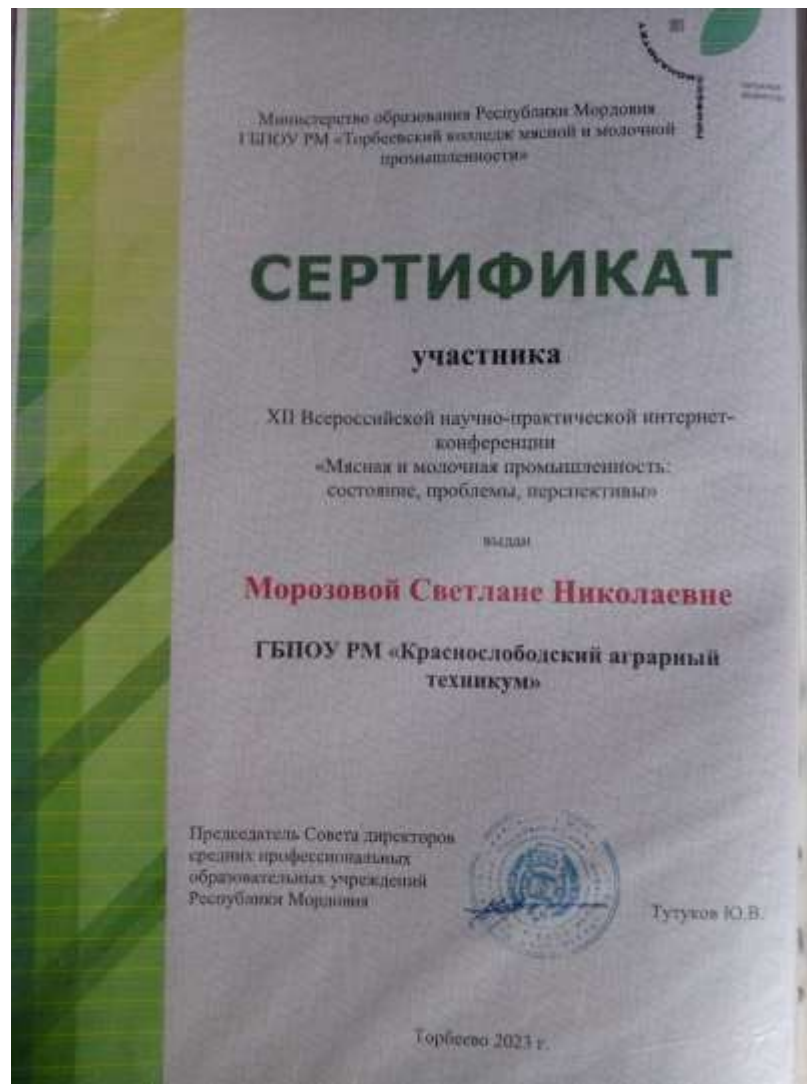 Министерство образования Республики Мордовия
ГБПОУ РМ «Торбеевский колледж мясной и молочной
промышленности»
СЕРТИФИКАТ
участника
XII Всероссийской научно-практической интернет-
конференции
«Мясная и молочная промышленность:
состояние, проблемы, перспективы»
выдан
Морозовой Светлане Николаевне
ГБПОУ РМ «Краснослободский аграрный
техникум»
Председатель Совета директоров
средних профессиональных
образовательных учреждений
Республики Мордовия
Тутуков Ю.В.
Торбеево 2023 г.